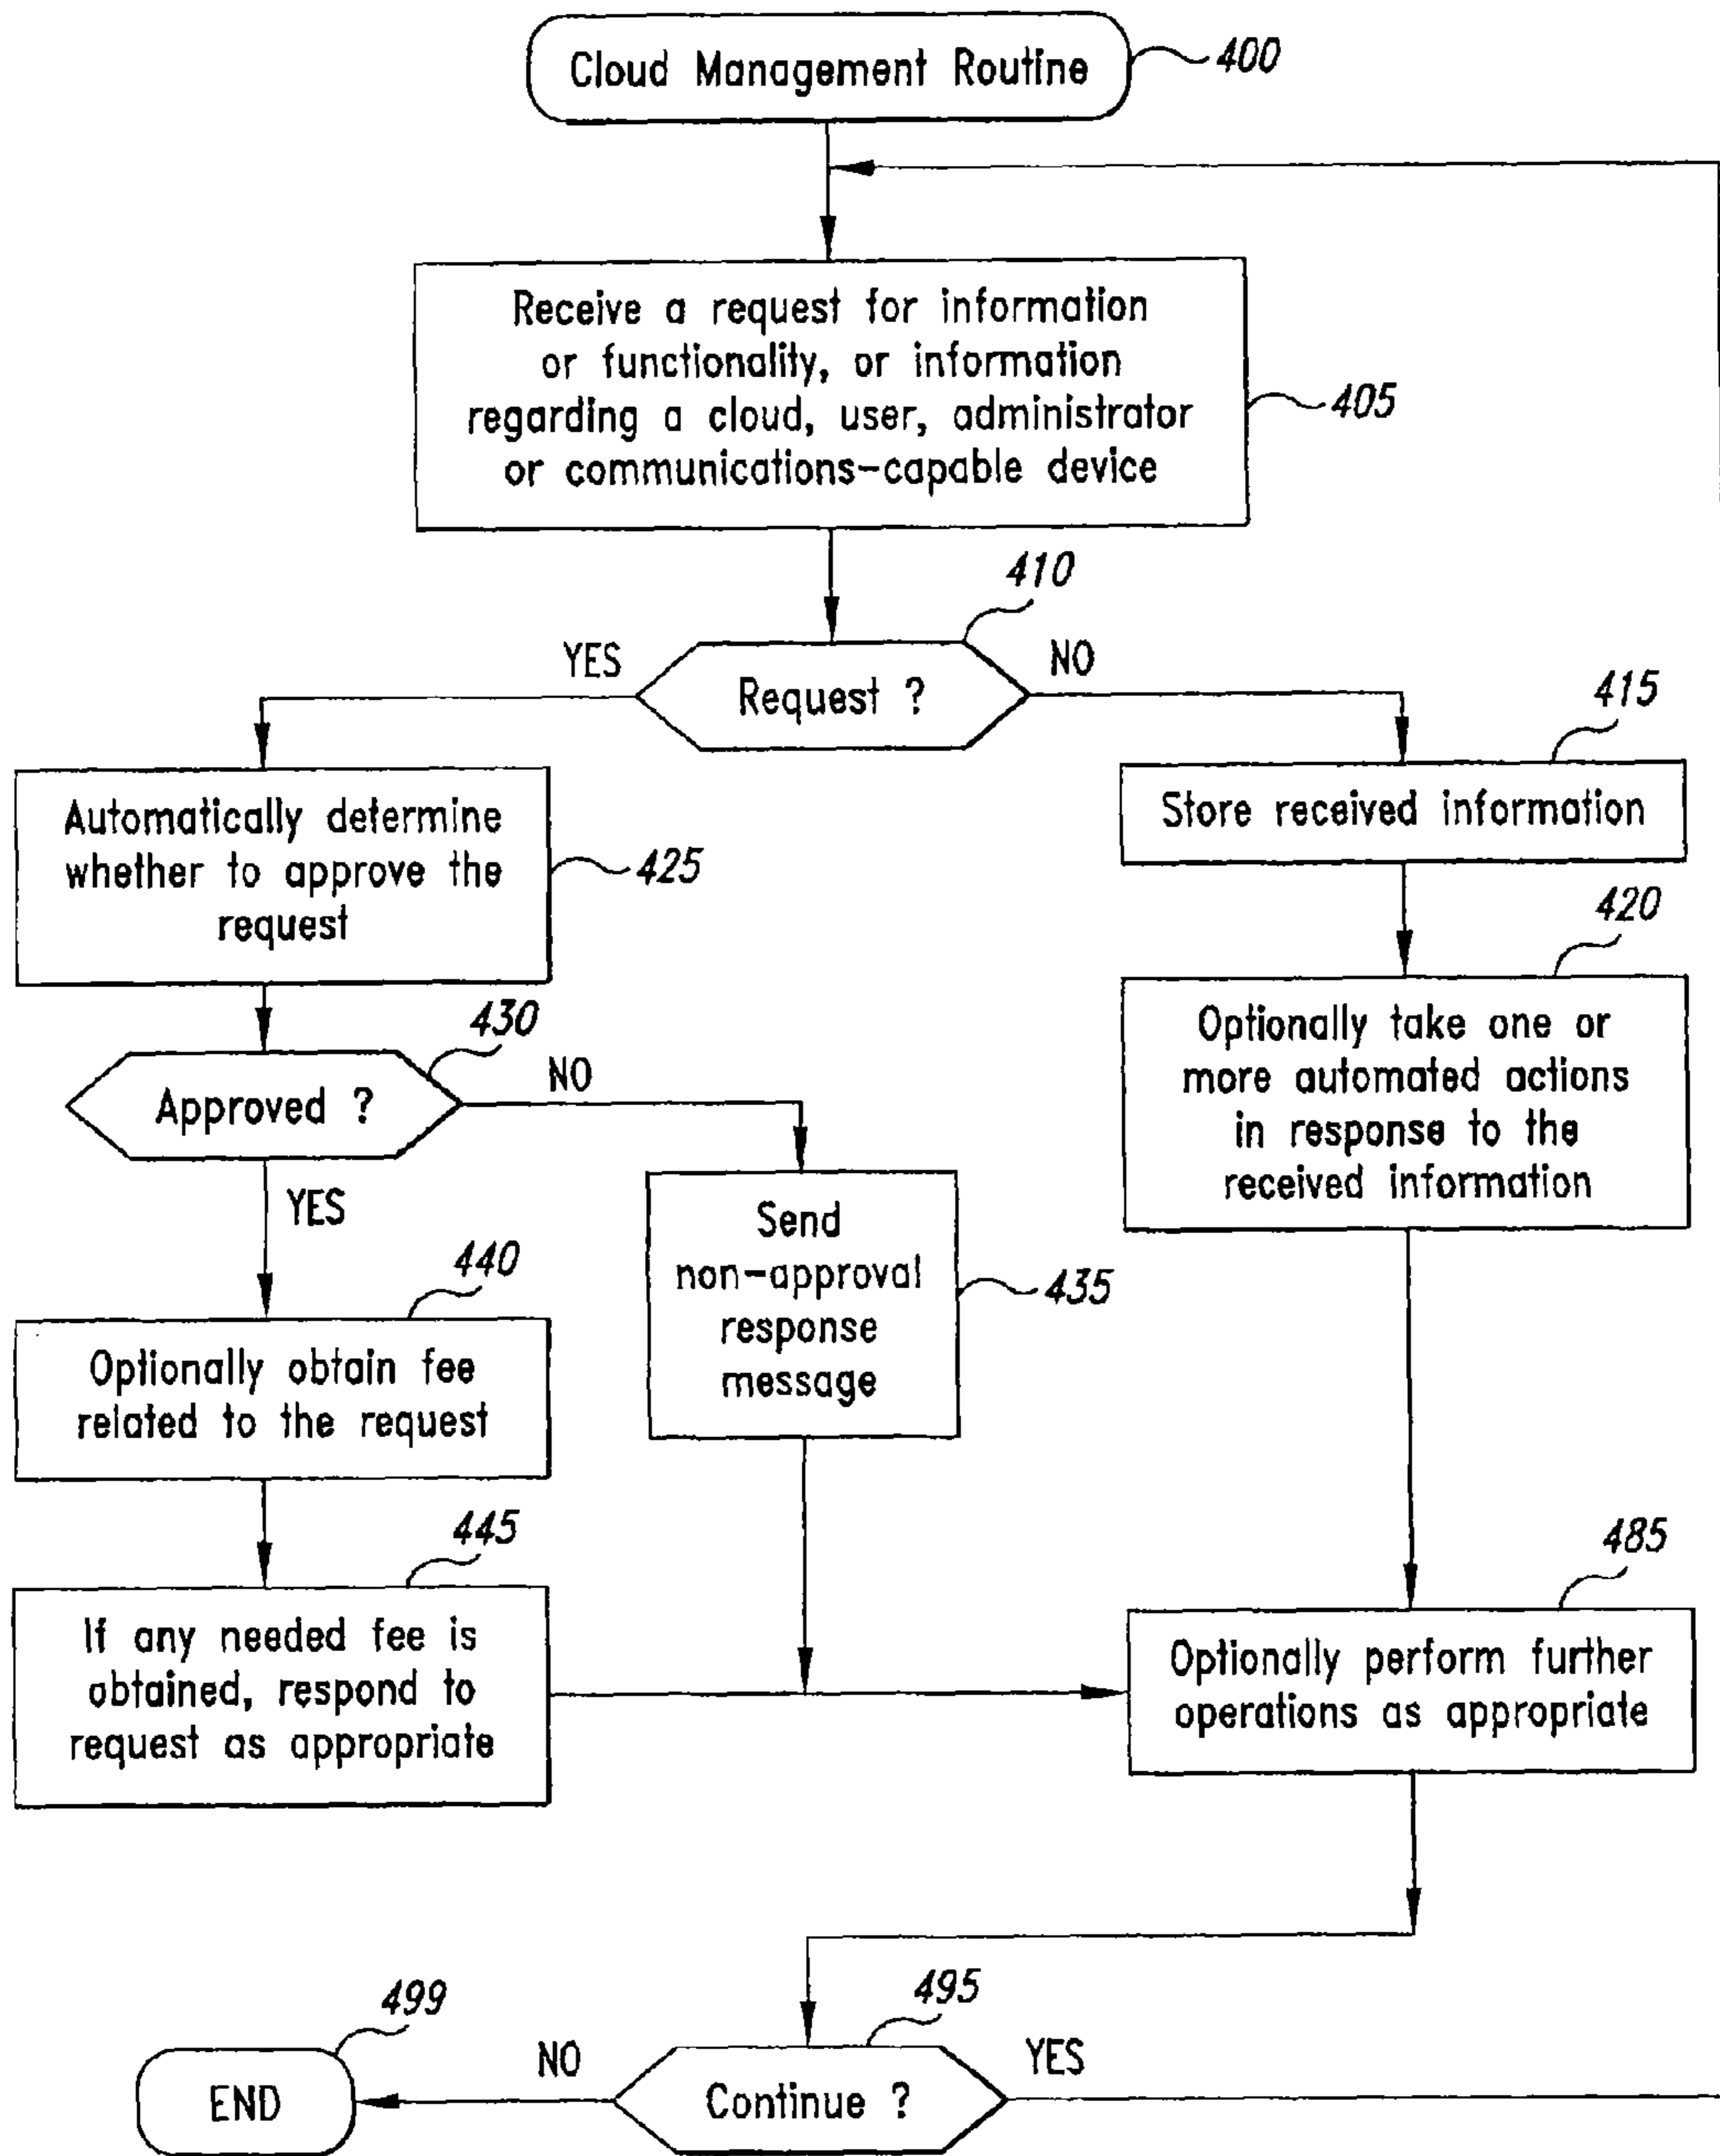 Cloud Management Routine
400
Receive a request for information
or functionality, or information
regarding a cloud, user, administrator
or communications-capable device
405
410
YES
Request ?
NO
415
Store received information
Automatically determine
whether to approve the
request
425
420
Optionally take one or
more automated actions
in response to the
received information
430
Approved ?
NO
YES
Send
non-approval
response
message
435
440
Optionally obtain fee
related to the request
445
If any needed fee is
obtained, respond to
request as appropriate
485
Optionally perform further
operations as appropriate
495
499
NO
YES
END
Continue ?